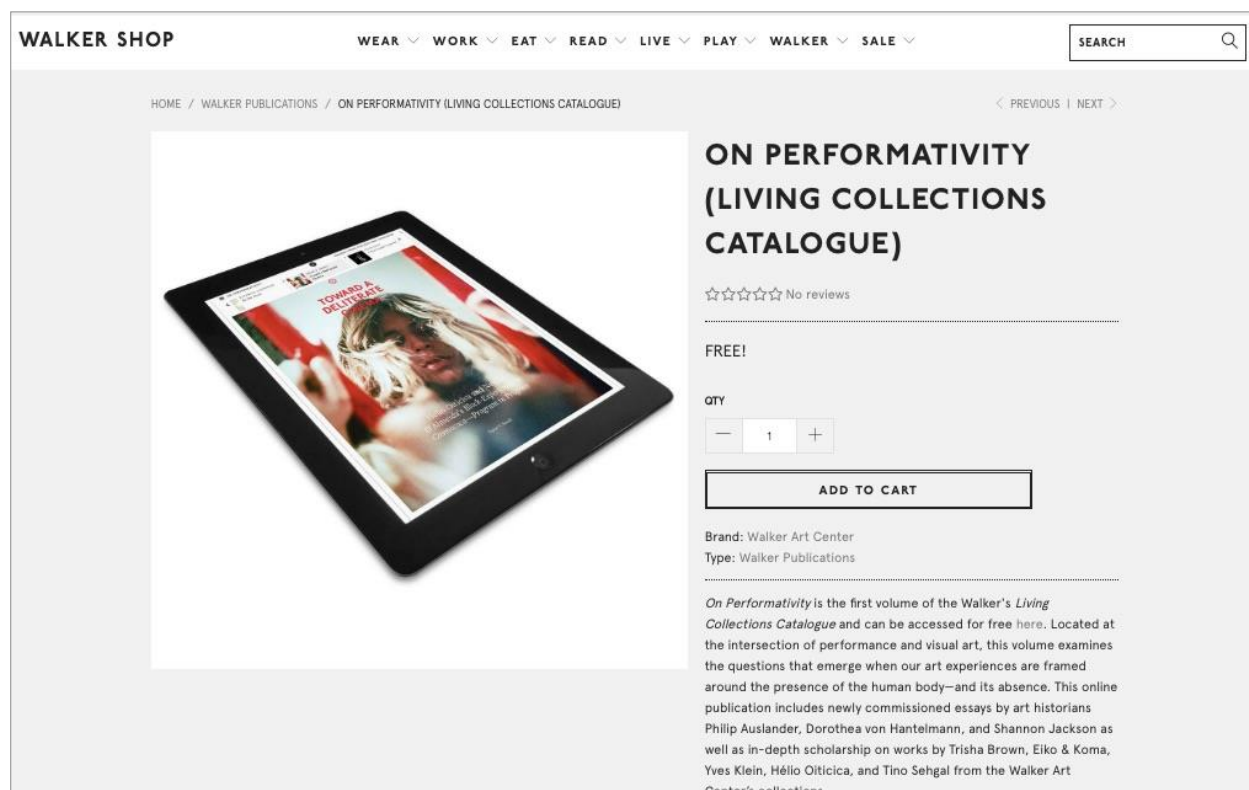 WALKER SHOP
WEAR WORK EAT READ LIVE PLAY WALKER SALE
SEARCH
HOME / WALKER PUBLICATIONS / ON PERFORMATIVITY (LIVING COLLECTIONS CATALOGUE)
PREVIOUS | NEXT
ON PERFORMATIVITY
(LIVING COLLECTIONS
CATALOGUE)
No reviews
FREE!
QTY
1
ADD TO CART
Brand: Walker Art Center
Type: Walker Publications
On Performativity is the first volume of the Walker's Living
Collections Catalogue and can be accessed for free here. Located at
the intersection of performance and visual art, this volume examines
the questions that emerge when our art experiences are framed
around the presence of the human body—and its absence. This online
publication includes newly commissioned essays by art historians
Philip Auslander, Dorothea von Hantelmann, and Shannon Jackson as
well as in-depth scholarship on works by Trisha Brown, Eiko & Koma,
Yves Klein, Hélio Oiticica, and Tino Sehgal from the Walker Art
Center's collections
TOWARD A
DELITERATE